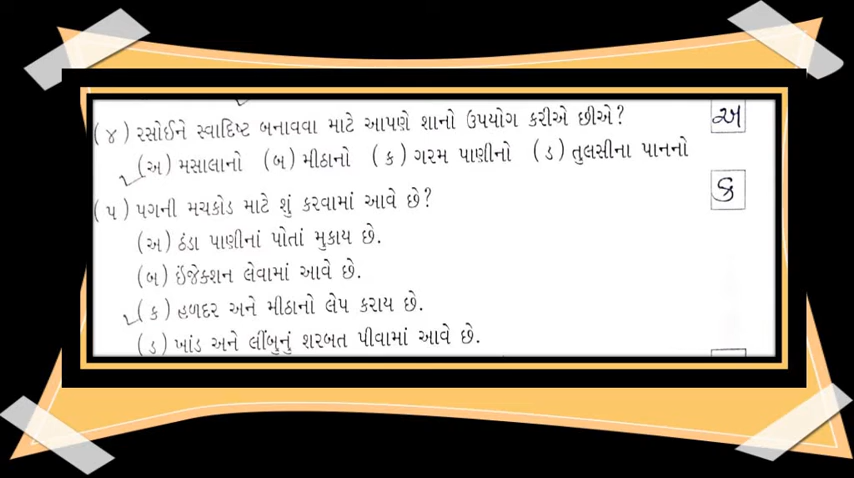 (૪) રસોઈને સ્વાદિષ્ટ બનાવવા માટે આપણે શાનો ઉપયોગ કરીએ છીએ? અ
(અ) મસાલાનો (બ) મીઠાનો (ક) ગરમ પાણીનો (ડ) તુલસીના પાનનો
(૫) પગની મચકોડ માટે શું કરવામાં આવે છે? ક
(અ) ઠંડા પાણીનાં પોતાં મુકાય છે.
(બ) ઇંજેક્શન લેવામાં આવે છે.
(ક) હળદર અને મીઠાનો લેપ કરાય છે.
(ડ) ખાંડ અને લીંબુનું શરબત પીવામાં આવે છે.